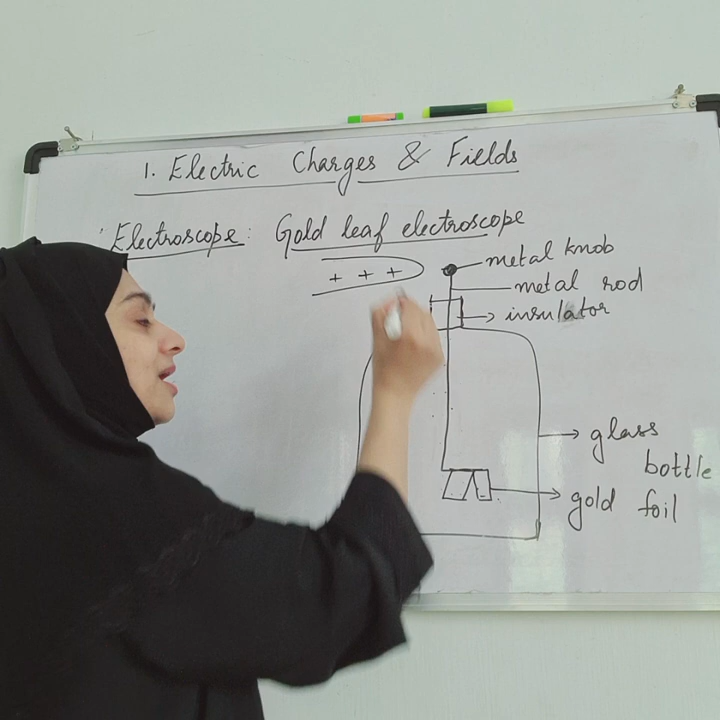 1. Electric Charges & Fields
Electroscope: Gold leaf electroscope
+ + +
metal knob
metal rod
insulator
glass
bottle
gold foil